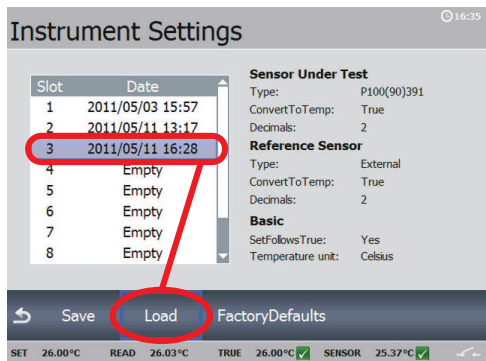 16:35
Instrument Settings
Slot Date
1 2011/05/03 15:57
2 2011/05/11 13:17
3 2011/05/11 16:28
4 Empty
5 Empty
6 Empty
7 Empty
8 Empty
Sensor Under Test
Type: P100(90)391
ConvertToTemp: True
Decimals: 2
Reference Sensor
Type: External
ConvertToTemp: True
Decimals: 2
Basic
SetFollowsTrue: Yes
Temperature unit: Celsius
Save Load FactoryDefaults
SET 26.00°C READ 26.03°C TRUE 26.00°C SENSOR 25.37°C